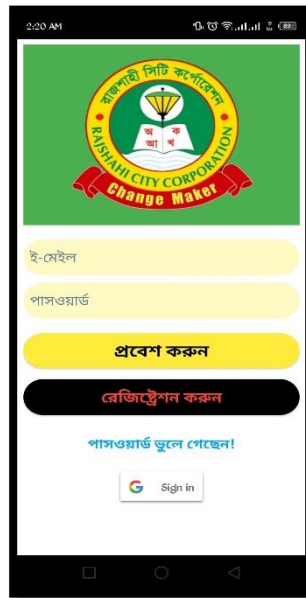 2:20 AM
82
রাজশাহী সিটি কর্পোরেশন
অ ক
আ খ
RAJSHAHI CITY CORPORATION
Change Maker
ই-মেইল
পাসওয়ার্ড
প্রবেশ করুন
রেজিষ্ট্রেশন করুন
পাসওয়ার্ড ভুলে গেছেন!
G Sign in